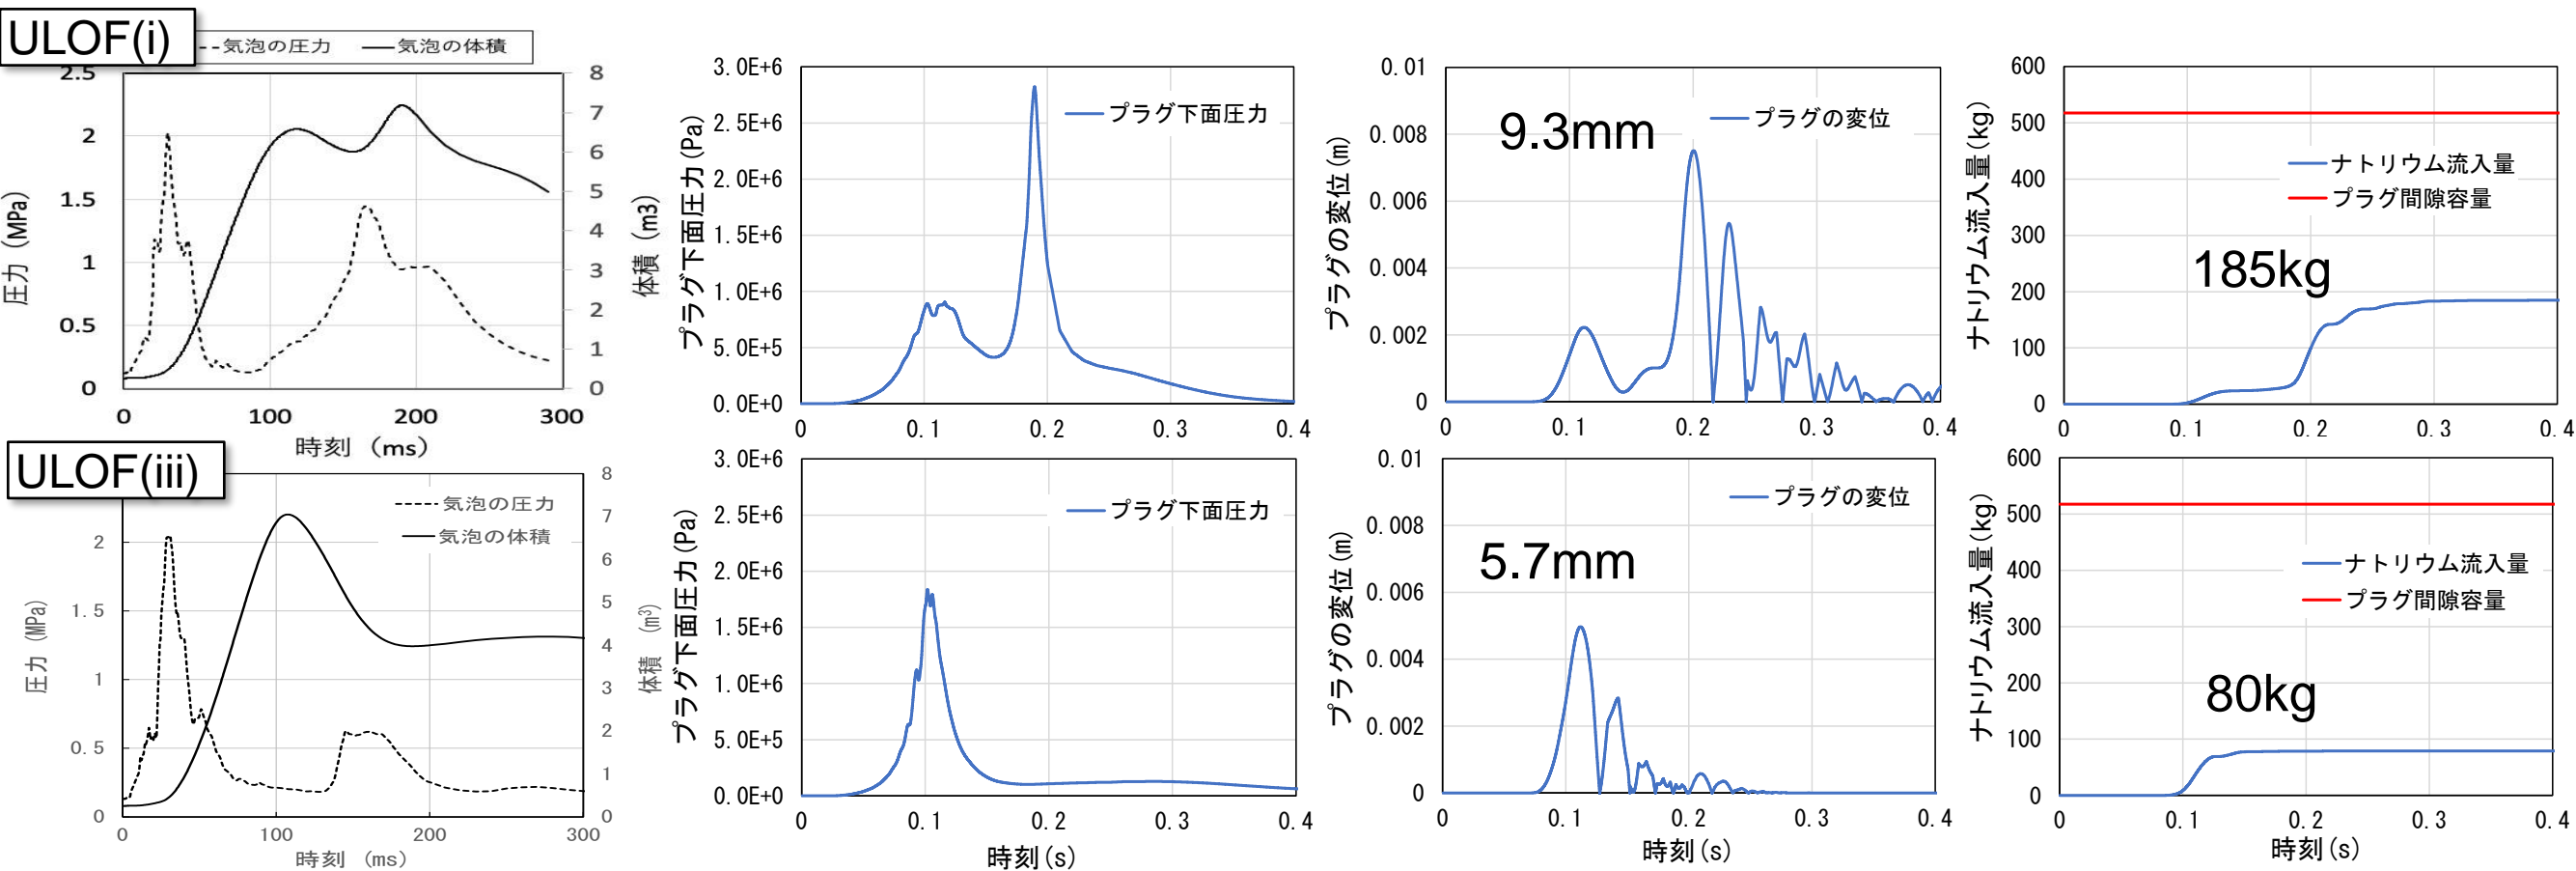 ULOF(i)
気泡の圧力 気泡の体積
2.5
2
1.5
1
0.5
0
8
7
6
5
4
3
2
1
0
0 100 200 300
圧力 (MPa)
体積 (m3)
時刻 (ms)
3.0E+6
2.5E+6
2.0E+6
1.5E+6
1.0E+6
5.0E+5
0.0E+0
0 0.1 0.2 0.3 0.4
プラグ下面圧力(Pa)
プラグ下面圧力
0.01
0.008
0.006
0.004
0.002
0
0 0.1 0.2 0.3 0.4
プラグの変位(m)
9.3mm
プラグの変位
600
500
400
300
200
100
0
0 0.1 0.2 0.3 0.4
ナトリウム流入量(kg)
ナトリウム流入量
プラグ間隙容量
185kg
ULOF(iii)
気泡の圧力
気泡の体積
2
1.5
1
0.5
0
8
7
6
5
4
3
2
1
0
0 100 200 300
圧力 (MPa)
体積 (m³)
時刻 (ms)
3.0E+6
2.5E+6
2.0E+6
1.5E+6
1.0E+6
5.0E+5
0.0E+0
0 0.1 0.2 0.3 0.4
プラグ下面圧力(Pa)
プラグ下面圧力
時刻(s)
0.01
0.008
0.006
0.004
0.002
0
0 0.1 0.2 0.3 0.4
プラグの変位(m)
プラグの変位
5.7mm
時刻(s)
600
500
400
300
200
100
0
0 0.1 0.2 0.3 0.4
ナトリウム流入量(kg)
ナトリウム流入量
プラグ間隙容量
80kg
時刻(s)